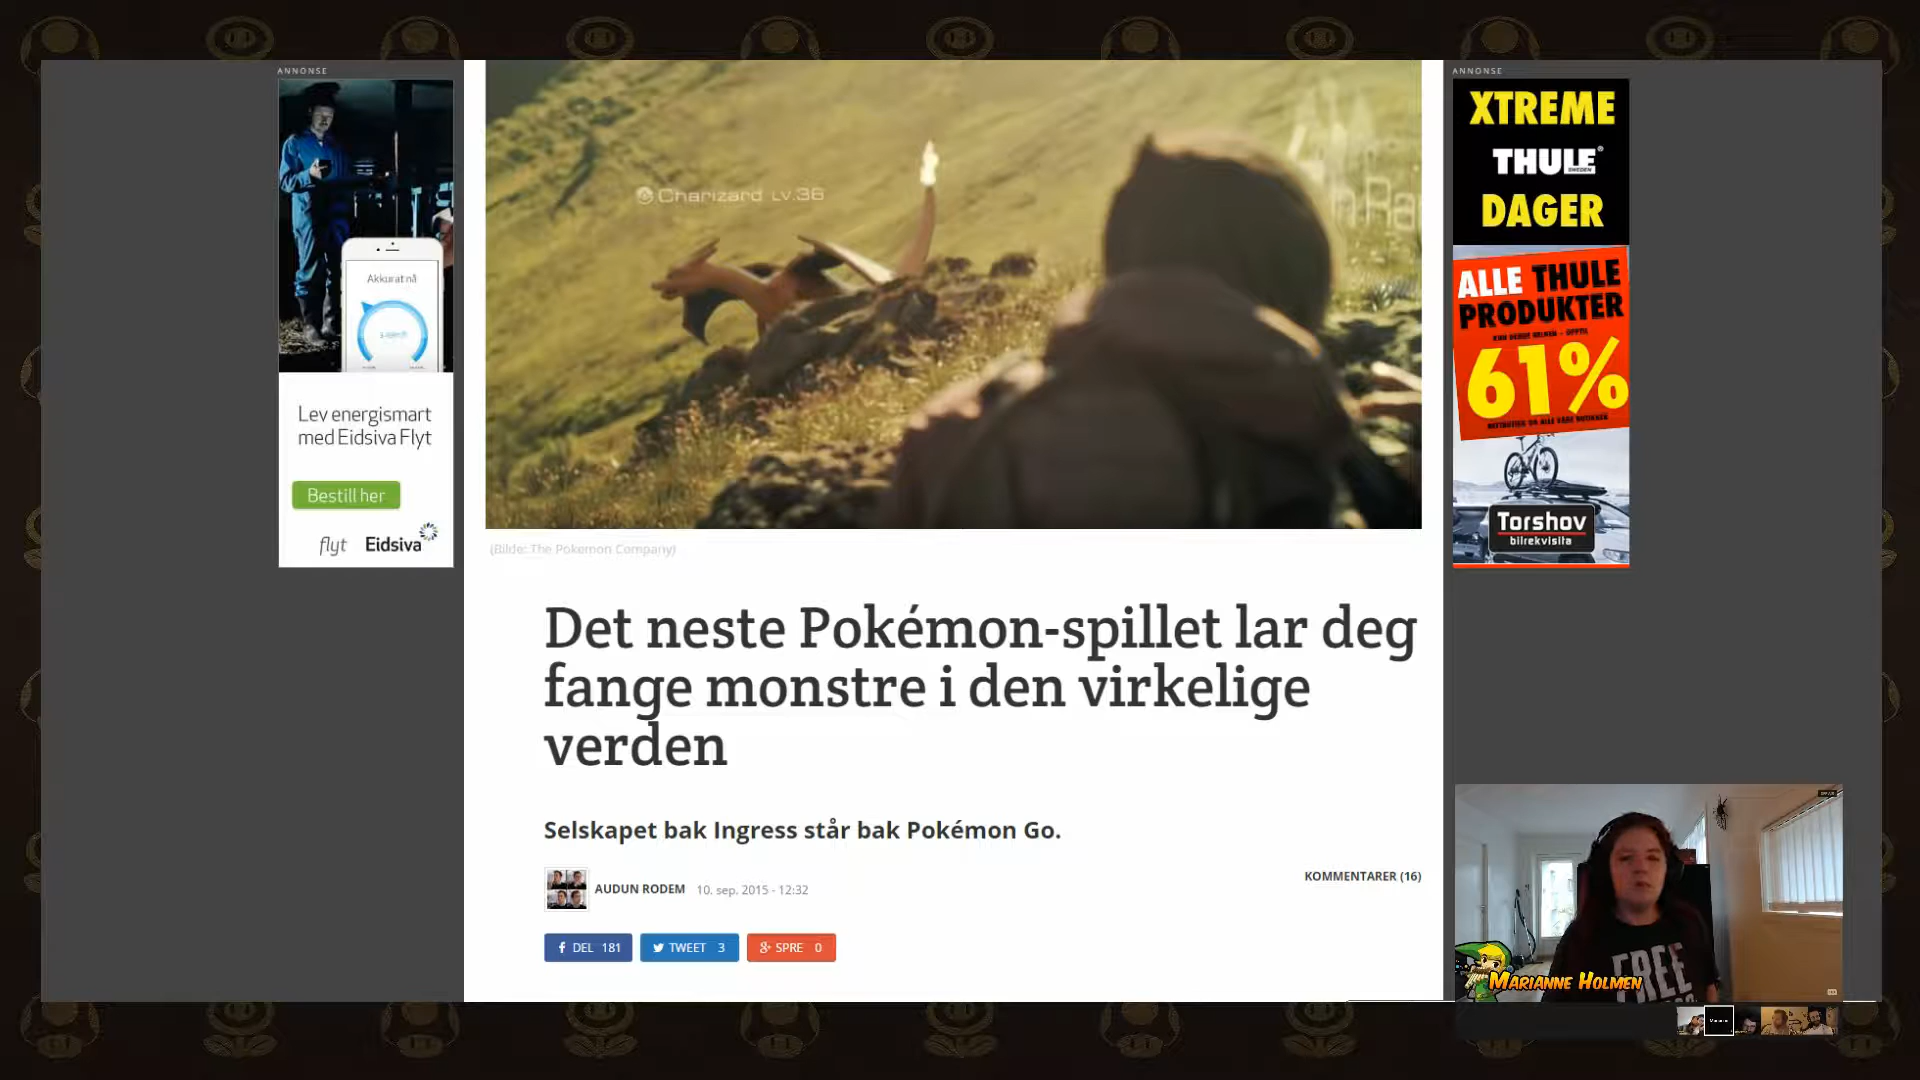 ANNONSE
Akkurat nå
Lev energismart
med Eidsiva Flyt
Bestill her
flyt Eidsiva
Charizard LV.36
(Bilde: The Pokemon Company)
Det neste Pokémon-spillet lar deg
fange monstre i den virkelige
verden
Selskapet bak Ingress står bak Pokémon Go.
AUDUN RODEM 10. sep. 2015 - 12:32
KOMMENTARER (16)
DEL 181 TWEET 3 SPRE 0
ANNONSE
XTREME
THULE
SWEDEN
DAGER
ALLE THULE
PRODUKTER
61%
Torshov
bilrekvisita
FREE
MARIANNE HOLMEN